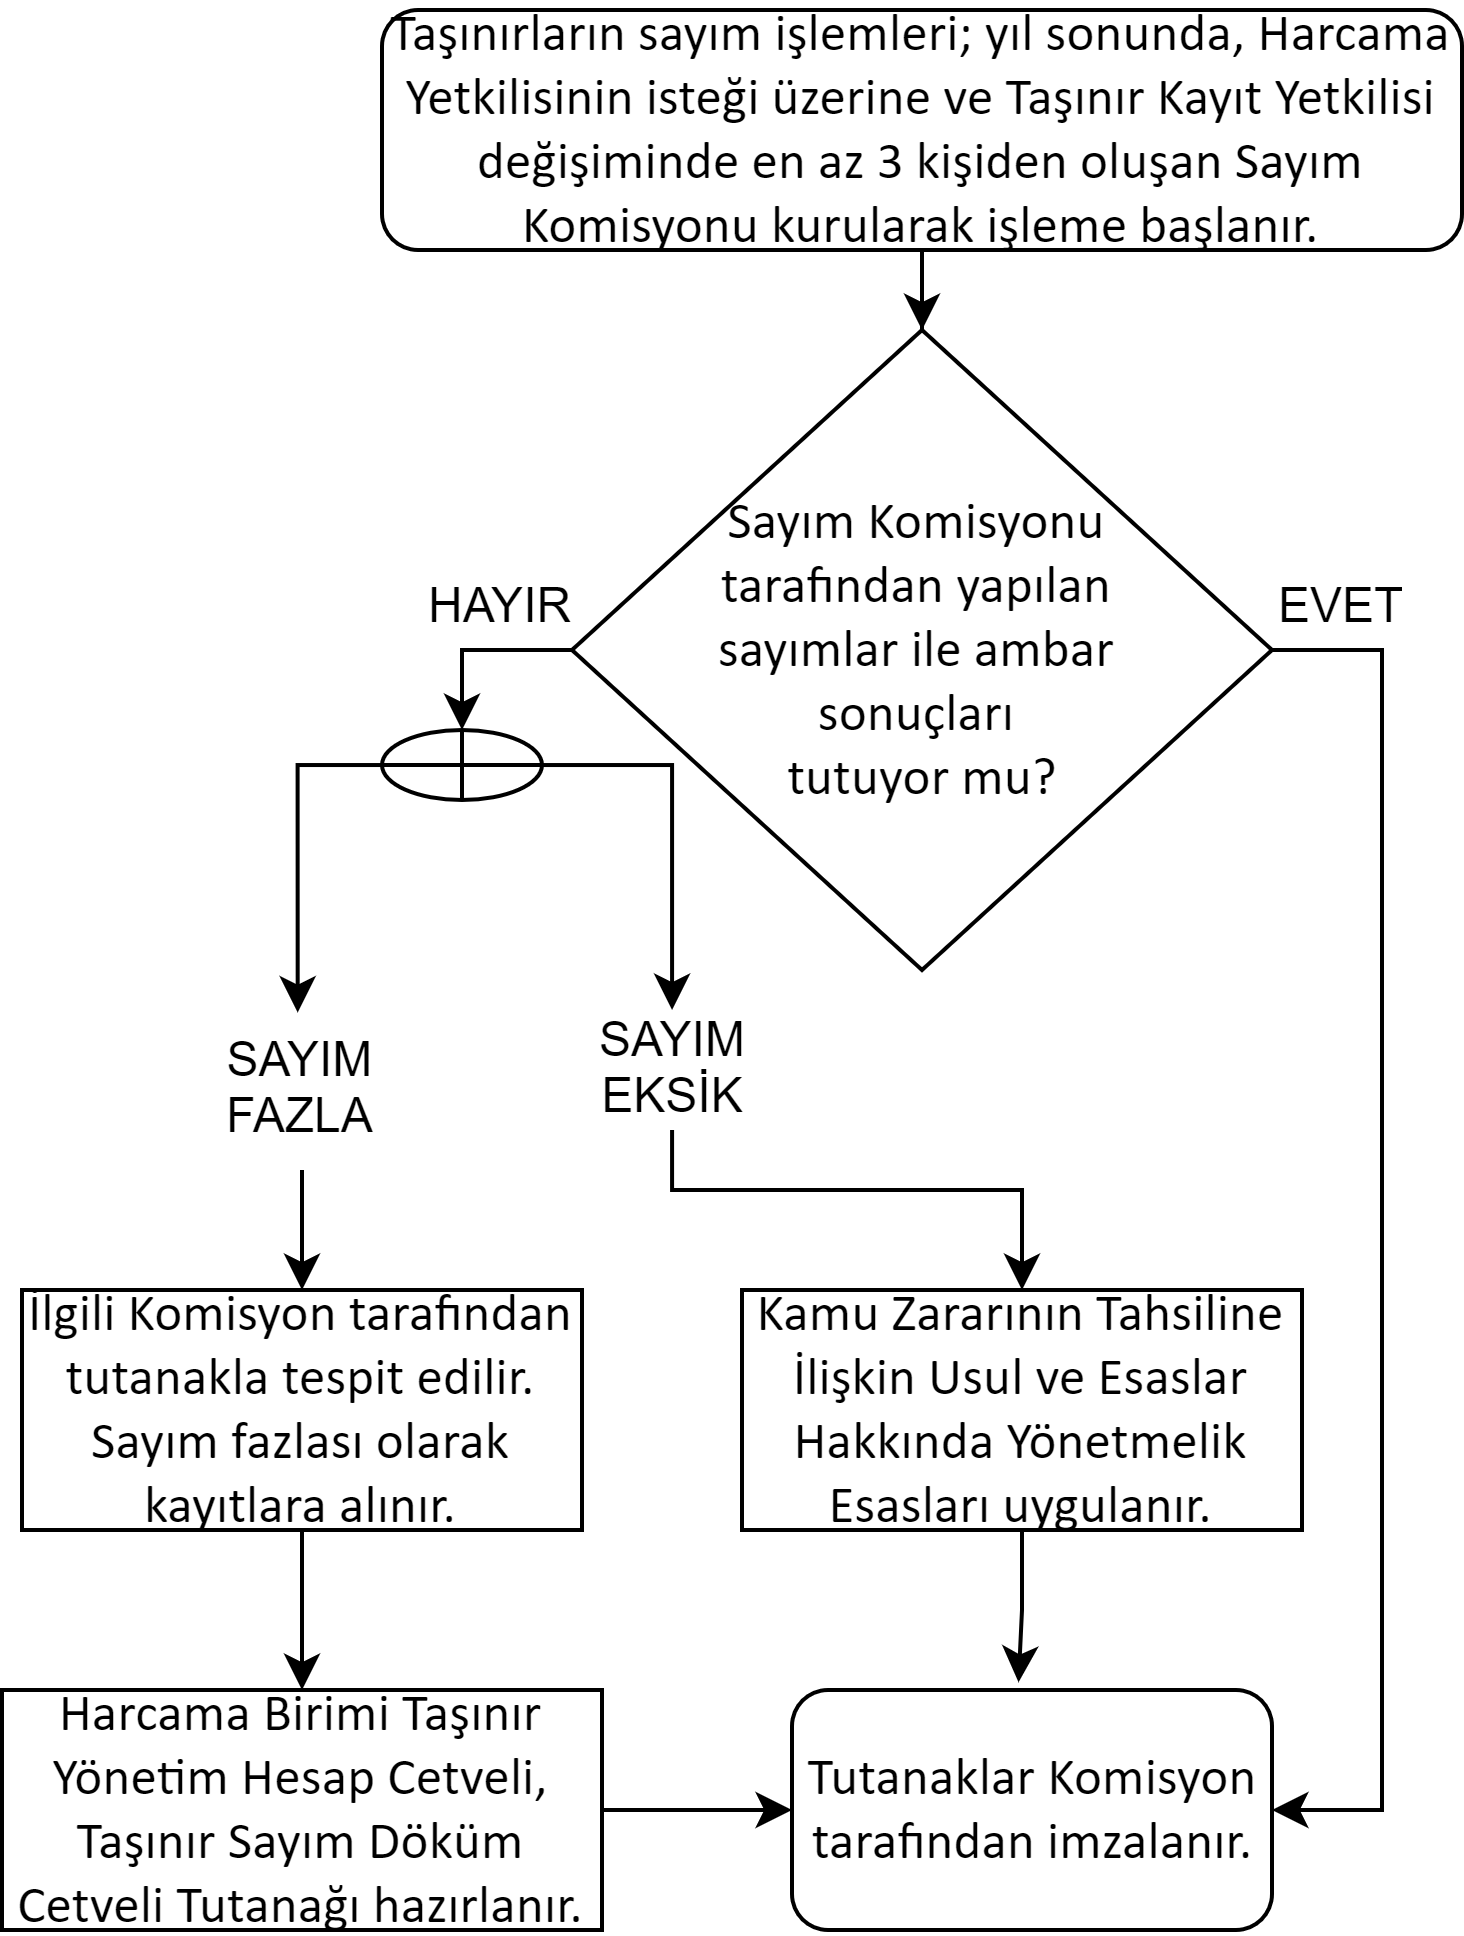 Taşınırların sayım işlemleri; yıl sonunda, Harcama
Yetkilisinin isteği üzerine ve Taşınır Kayıt Yetkilisi
değişiminde en az 3 kişiden oluşan Sayım
Komisyonu kurularak işleme başlanır.
Sayım Komisyonu
tarafından yapılan
sayımlar ile ambar
sonuçları
tutuyor mu?
HAYIR
EVET
SAYIM
FAZLA
SAYIM
EKSİK
İlgili Komisyon tarafından
tutanakla tespit edilir.
Sayım fazlası olarak
kayıtlara alınır.
Kamu Zararının Tahsiline
İlişkin Usul ve Esaslar
Hakkında Yönetmelik
Esasları uygulanır.
Harcama Birimi Taşınır
Yönetim Hesap Cetveli,
Taşınır Sayım Döküm
Cetveli Tutanağı hazırlanır.
Tutanaklar Komisyon
tarafından imzalanır.